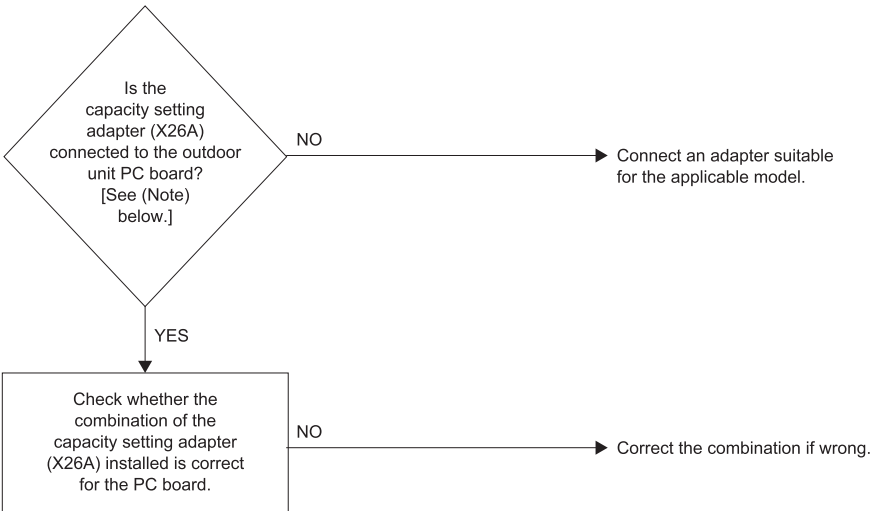 Is the
capacity setting
adapter (X26A)
connected to the outdoor
unit PC board?
[See (Note)
below.]
NO
Connect an adapter suitable
for the applicable model.
YES
Check whether the
combination of the
capacity setting adapter
(X26A) installed is correct
for the PC board.
NO
Correct the combination if wrong.